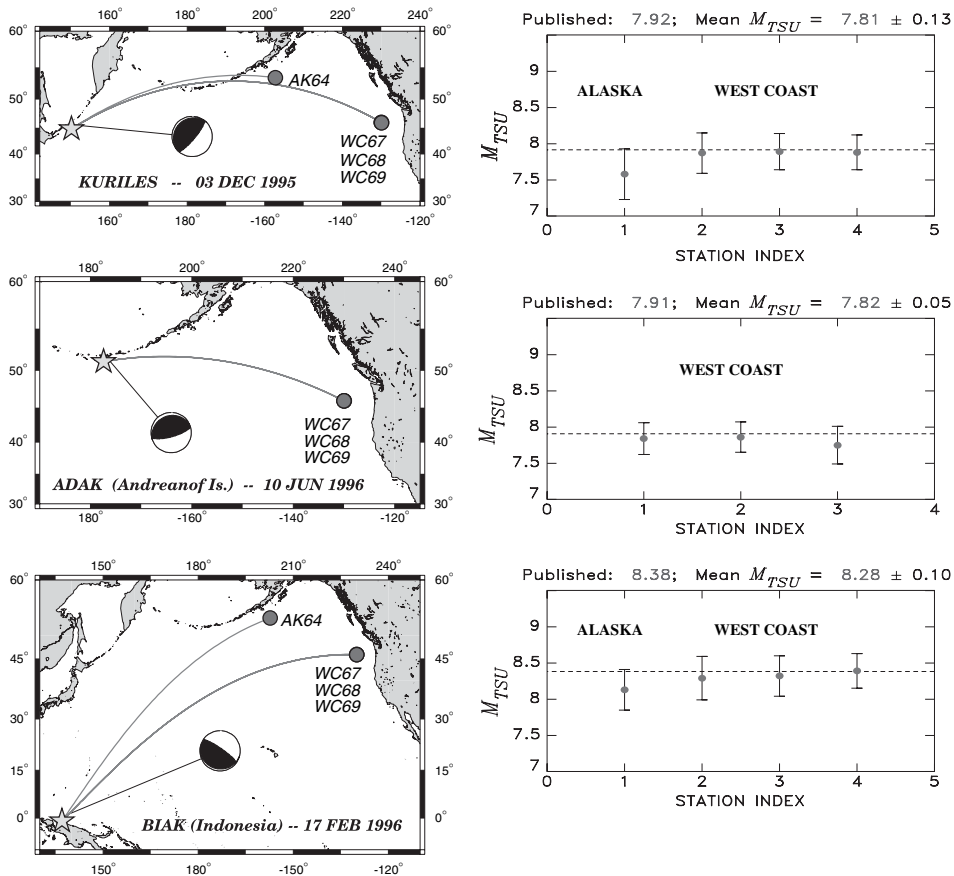 160° 180° 200° 220°
60° 60°
50° 50°
40° 40°
30° 30°
160° 180° -160° -140° -120°
AK64
WC67
WC68
WC69
KURILES -- 03 DEC 1995
Published: 7.92; Mean M_TSU = 7.81 ± 0.13
ALASKA WEST COAST
M_TSU
9
8.5
8
7.5
7
0 1 2 3 4 5
STATION INDEX
180° 200° 220° 240°
60° 60°
50° 50°
40° 40°
30° 30°
180° -160° -140° -120°
WC67
WC68
WC69
ADAK (Andreanof Is.) -- 10 JUN 1996
Published: 7.91; Mean M_TSU = 7.82 ± 0.05
WEST COAST
M_TSU
9
8.5
8
7.5
7
0 1 2 3 4
STATION INDEX
150° 180° 210° 240°
60° 60°
45° 45°
30° 30°
15° 15°
0° 0°
150° 180° -150° -120°
AK64
WC67
WC68
WC69
BIAK (Indonesia) -- 17 FEB 1996
Published: 8.38; Mean M_TSU = 8.28 ± 0.10
ALASKA WEST COAST
M_TSU
9
8.5
8
7.5
7
0 1 2 3 4 5
STATION INDEX